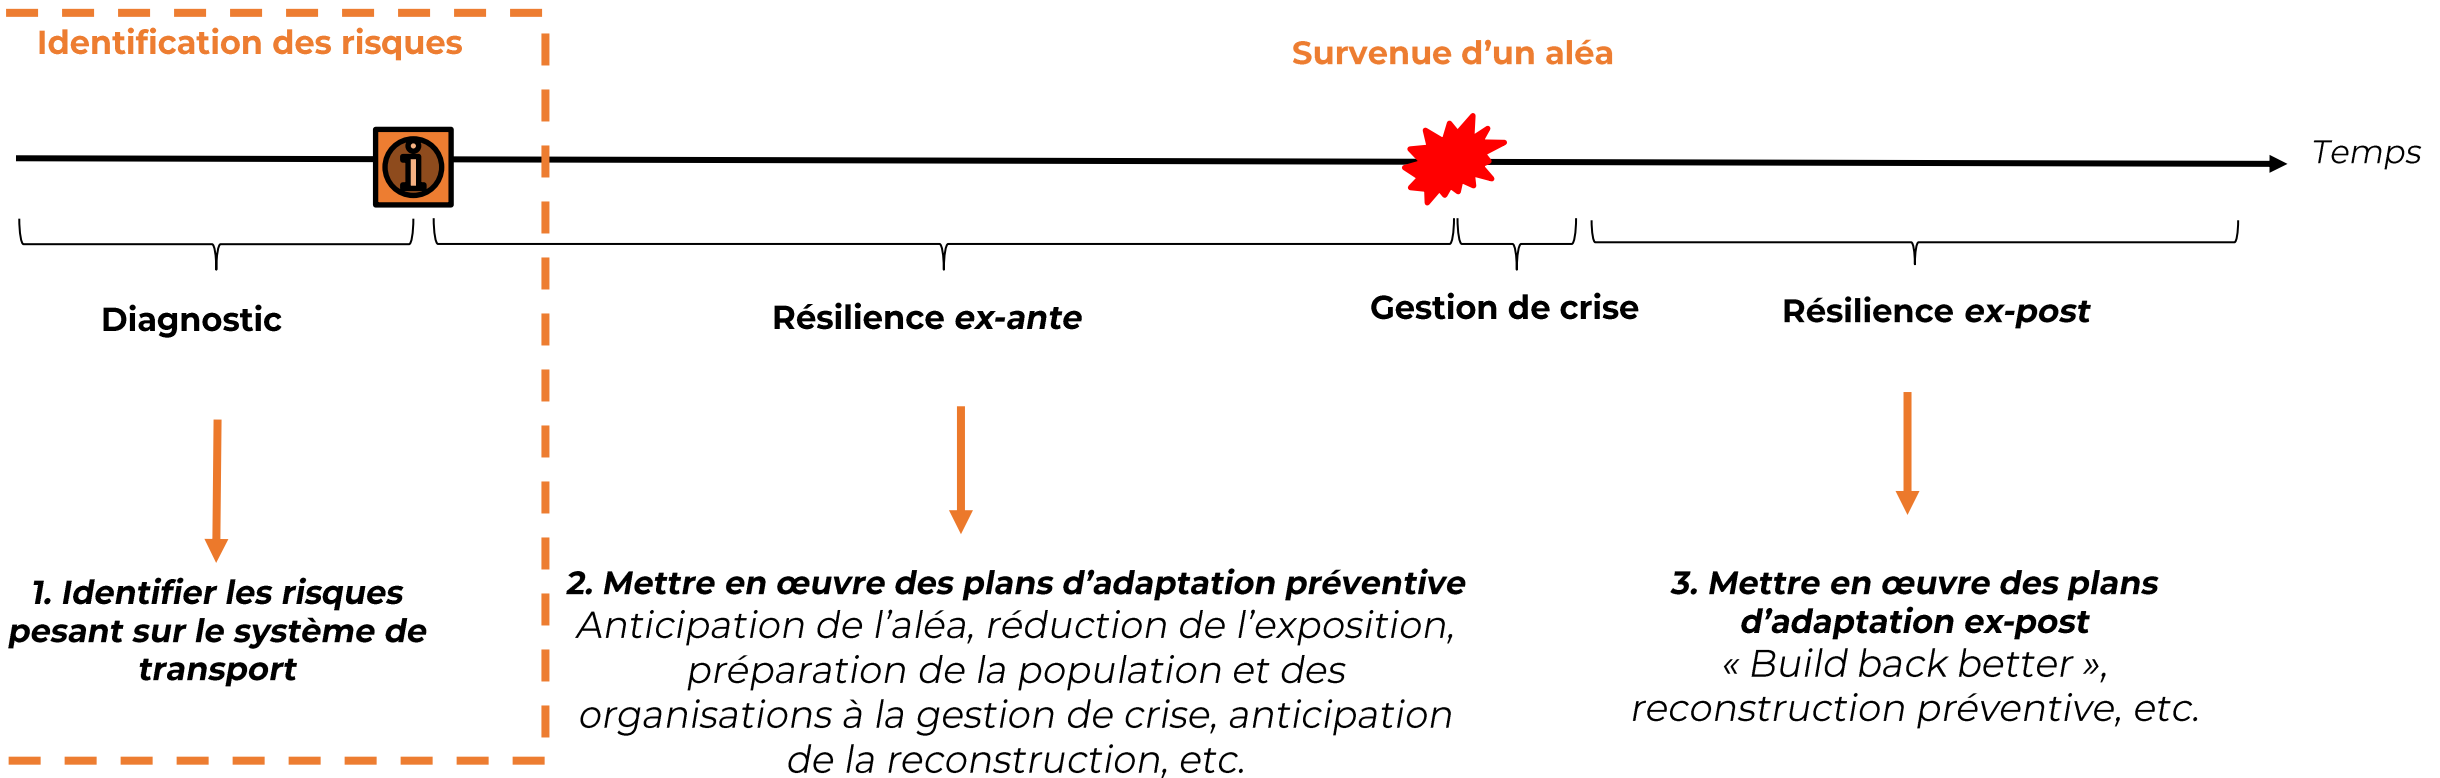 Identification des risques
Survenue d’un aléa
Temps
Diagnostic
Résilience ex-ante
Gestion de crise
Résilience ex-post
1. Identifier les risques
pesant sur le système de
transport
2. Mettre en œuvre des plans d’adaptation préventive
Anticipation de l’aléa, réduction de l’exposition,
préparation de la population et des
organisations à la gestion de crise, anticipation
de la reconstruction, etc.
3. Mettre en œuvre des plans
d’adaptation ex-post
« Build back better »,
reconstruction préventive, etc.